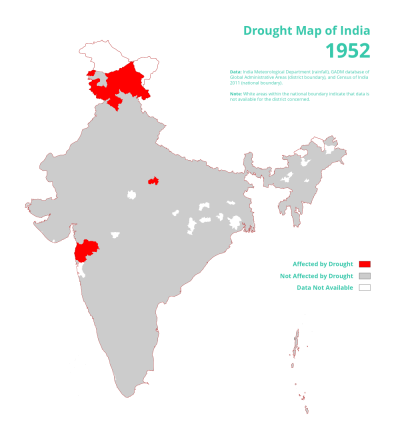 Drought Map of India
1952
Data: India Meteorological Department (rainfall), GADM database of
Global Administrative Areas (district boundary), and Census of India
2011 (national boundary).
Note: White areas within the national boundary indicate that data is
not available for the district concerned.
Affected by Drought
Not Affected by Drought
Data Not Available